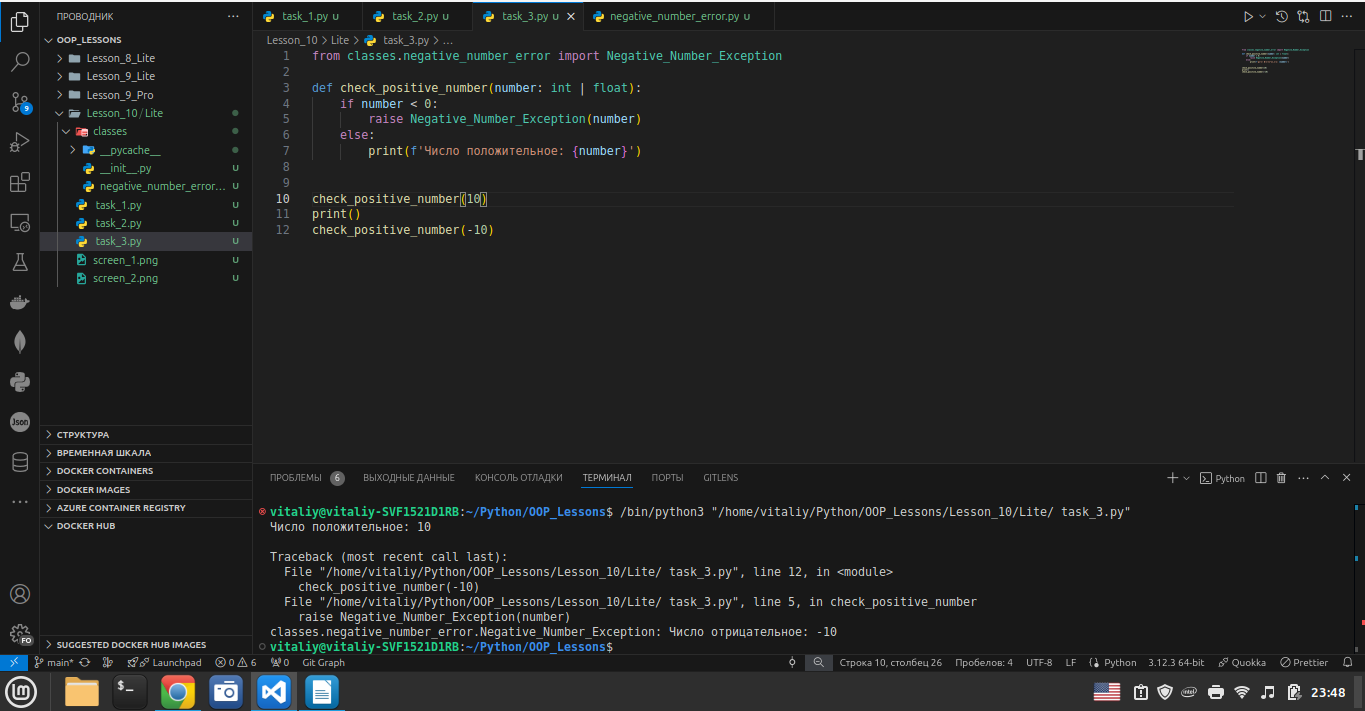 ПРОВОДНИК
OOP_LESSONS
Lesson_8_Lite
Lesson_9_Lite
Lesson_9_Pro
Lesson_10 / Lite
classes
__pycache__
__init__.py U
negative_number_error... U
task_1.py U
task_2.py U
task_3.py U
screen_1.png U
screen_2.png U
СТРУКТУРА
ВРЕМЕННАЯ ШКАЛА
DOCKER CONTAINERS
DOCKER IMAGES
AZURE CONTAINER REGISTRY
DOCKER HUB
SUGGESTED DOCKER HUB IMAGES
9
Json
FO
task_1.py U task_2.py U task_3.py U negative_number_error.py U
Lesson_10 > Lite > task_3.py > ...
1 from classes.negative_number_error import Negative_Number_Exception
2
3 def check_positive_number(number: int | float):
4 if number < 0:
5 raise Negative_Number_Exception(number)
6 else:
7 print(f'Число положительное: {number}')
8
9
10 check_positive_number(10)
11 print()
12 check_positive_number(-10)
ПРОБЛЕМЫ 6 ВЫХОДНЫЕ ДАННЫЕ КОНСОЛЬ ОТЛАДКИ ТЕРМИНАЛ ПОРТЫ GITLENS Python
vitaliy@vitaliy-SVF1521D1RB:~/Python/OOP_Lessons$ /bin/python3 "/home/vitaliy/Python/OOP_Lessons/Lesson_10/Lite/ task_3.py"
Число положительное: 10
Traceback (most recent call last):
File "/home/vitaliy/Python/OOP_Lessons/Lesson_10/Lite/ task_3.py", line 12, in <module>
check_positive_number(-10)
File "/home/vitaliy/Python/OOP_Lessons/Lesson_10/Lite/ task_3.py", line 5, in check_positive_number
raise Negative_Number_Exception(number)
classes.negative_number_error.Negative_Number_Exception: Число отрицательное: -10
vitaliy@vitaliy-SVF1521D1RB:~/Python/OOP_Lessons$
main* Launchpad 0 6 0 Git Graph Строка 10, столбец 26 Пробелов: 4 UTF-8 LF Python 3.12.3 64-bit Quokka Prettier
23:48